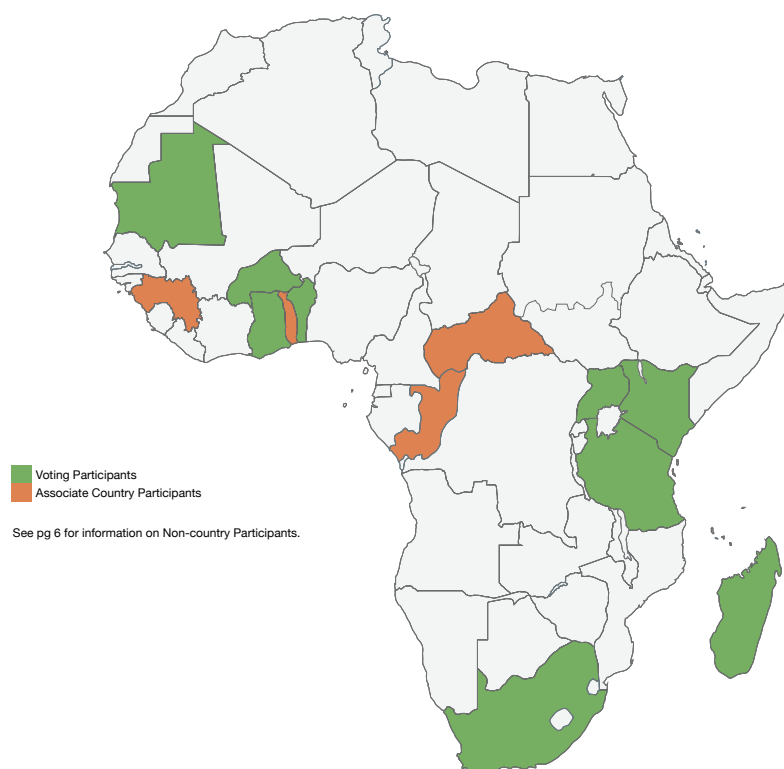 Voting Participants
Associate Country Participants
See pg 6 for information on Non-country Participants.